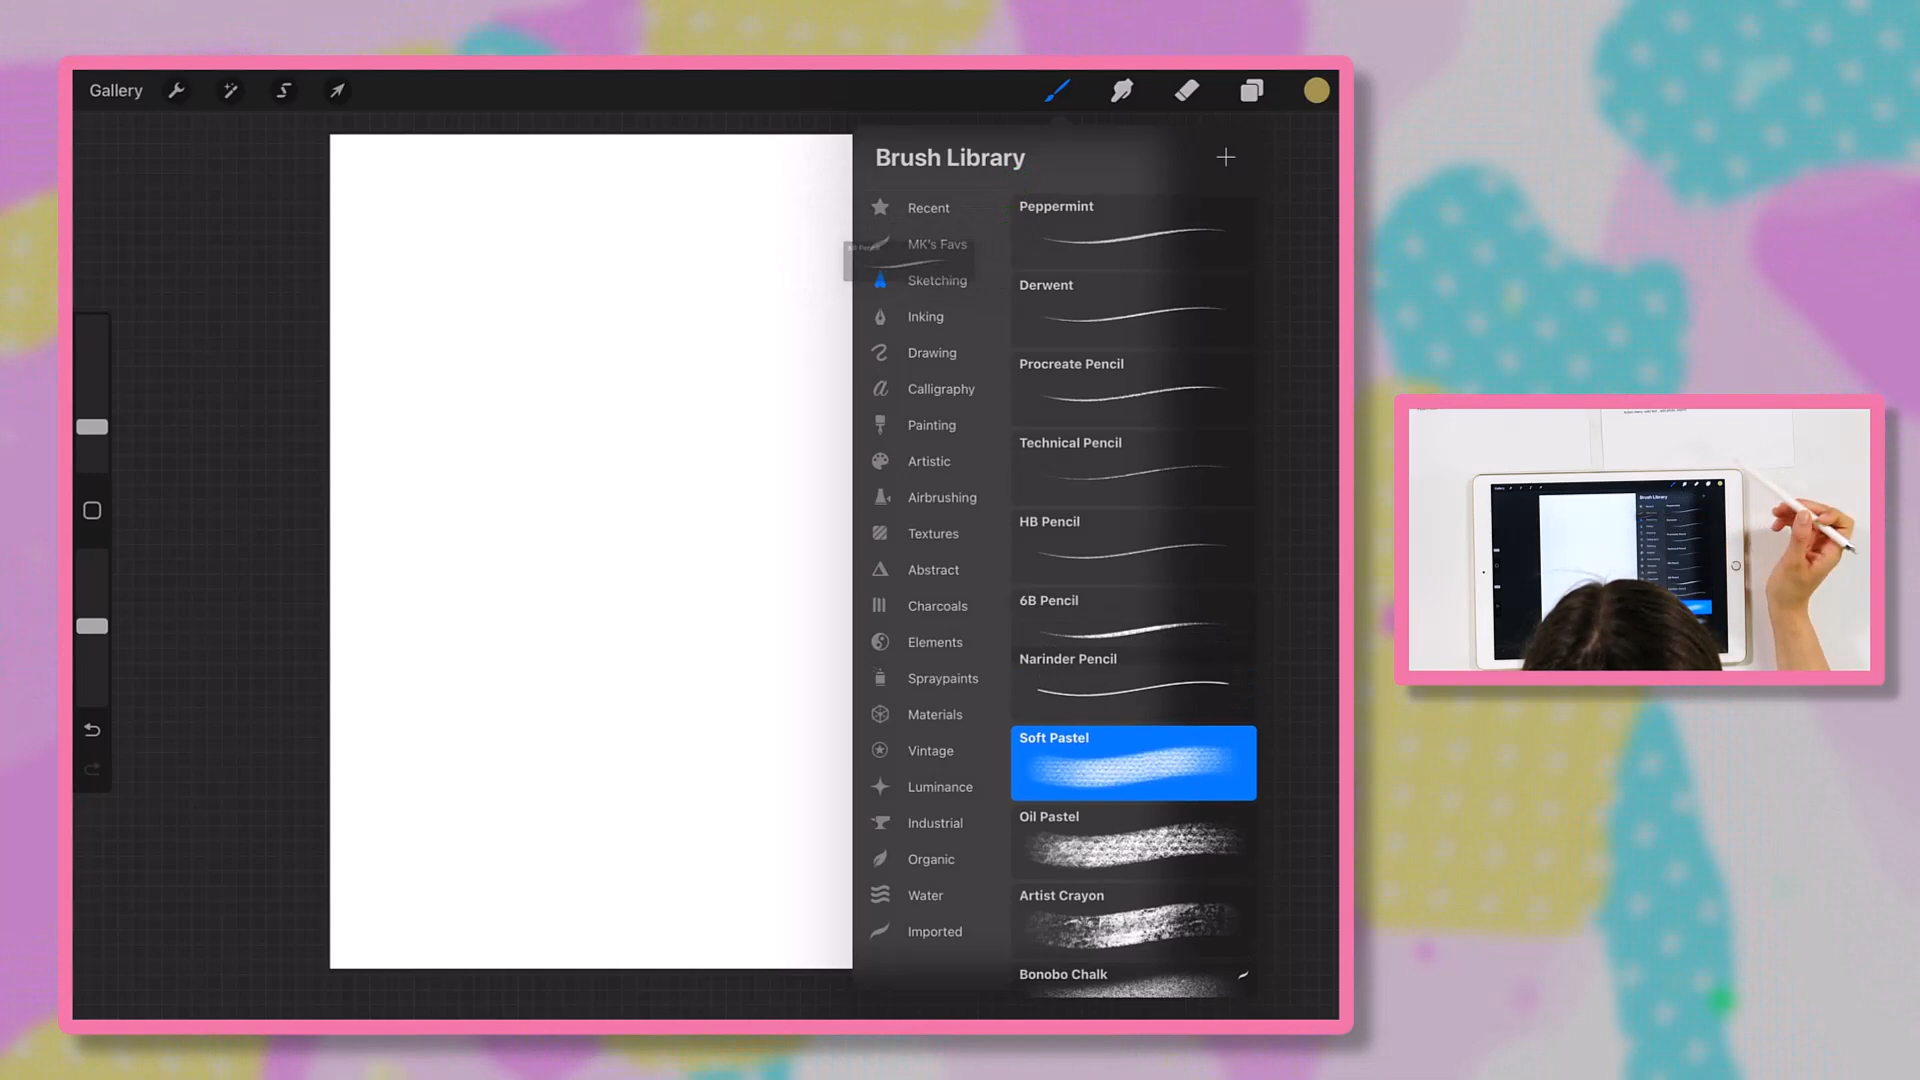 Gallery
Brush Library
Recent
MK's Favs
Sketching
Inking
Drawing
Calligraphy
Painting
Artistic
Airbrushing
Textures
Abstract
Charcoals
Elements
Spraypaints
Materials
Vintage
Luminance
Industrial
Organic
Water
Imported
Peppermint
Derwent
Procreate Pencil
Technical Pencil
HB Pencil
6B Pencil
Narinder Pencil
Soft Pastel
Oil Pastel
Artist Crayon
Bonobo Chalk
Brush Library